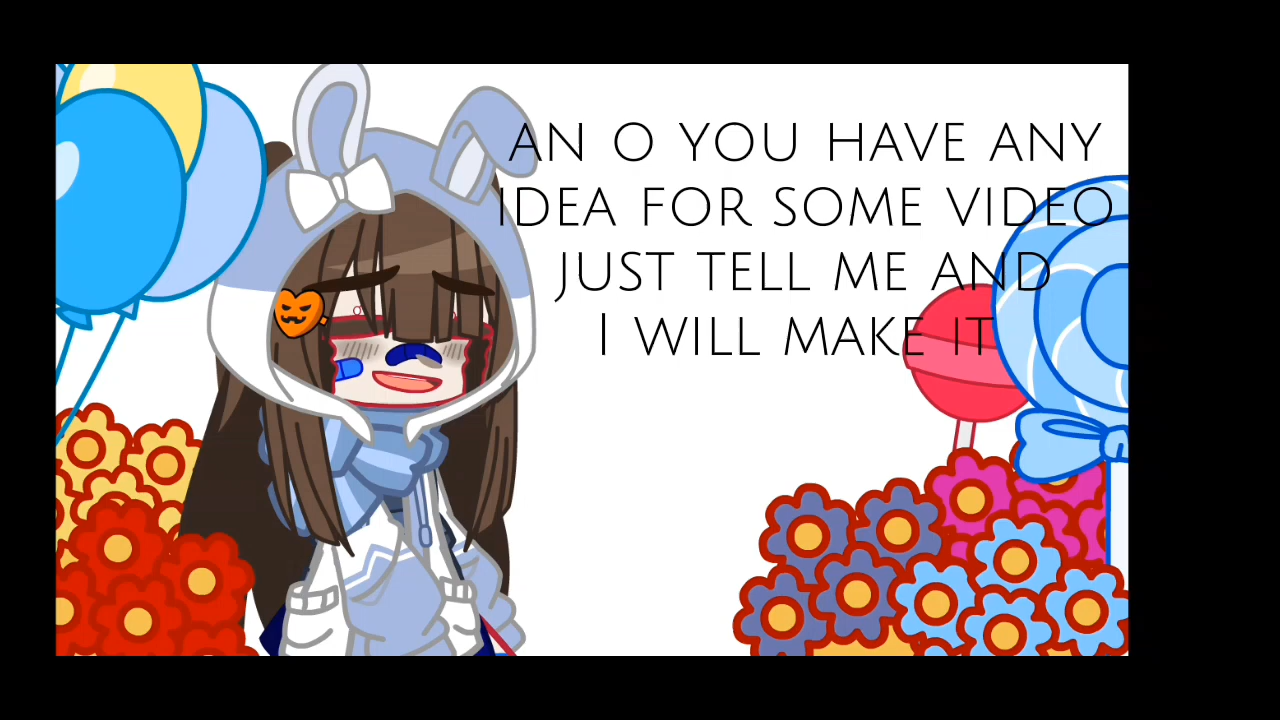 AN O YOU HAVE ANY
IDEA FOR SOME VIDEO
JUST TELL ME AND
I WILL MAKE IT